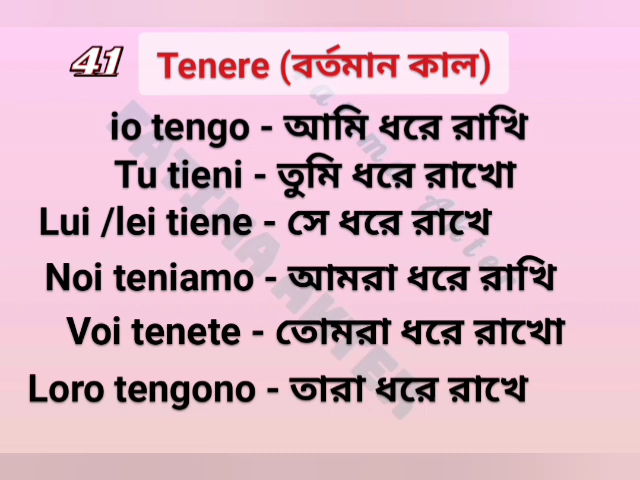 41 Tenere (বর্তমান কাল)
io tengo - আমি ধরে রাখি
Tu tieni - তুমি ধরে রাখো
Lui /lei tiene - সে ধরে রাখে
Noi teniamo - আমরা ধরে রাখি
Voi tenete - তোমরা ধরে রাখো
Loro tengono - তারা ধরে রাখে